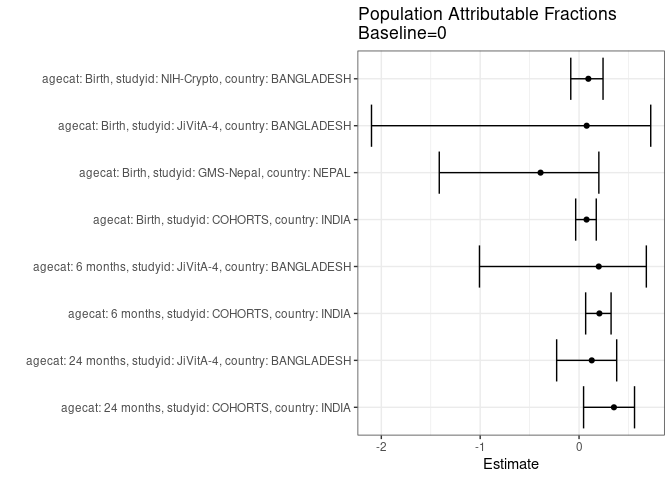 Population Attributable Fractions
Baseline=0
agecat: Birth, studyid: NIH-Crypto, country: BANGLADESH
agecat: Birth, studyid: JiVitA-4, country: BANGLADESH
agecat: Birth, studyid: GMS-Nepal, country: NEPAL
agecat: Birth, studyid: COHORTS, country: INDIA
agecat: 6 months, studyid: JiVitA-4, country: BANGLADESH
agecat: 6 months, studyid: COHORTS, country: INDIA
agecat: 24 months, studyid: JiVitA-4, country: BANGLADESH
agecat: 24 months, studyid: COHORTS, country: INDIA
-2 -1 0
Estimate